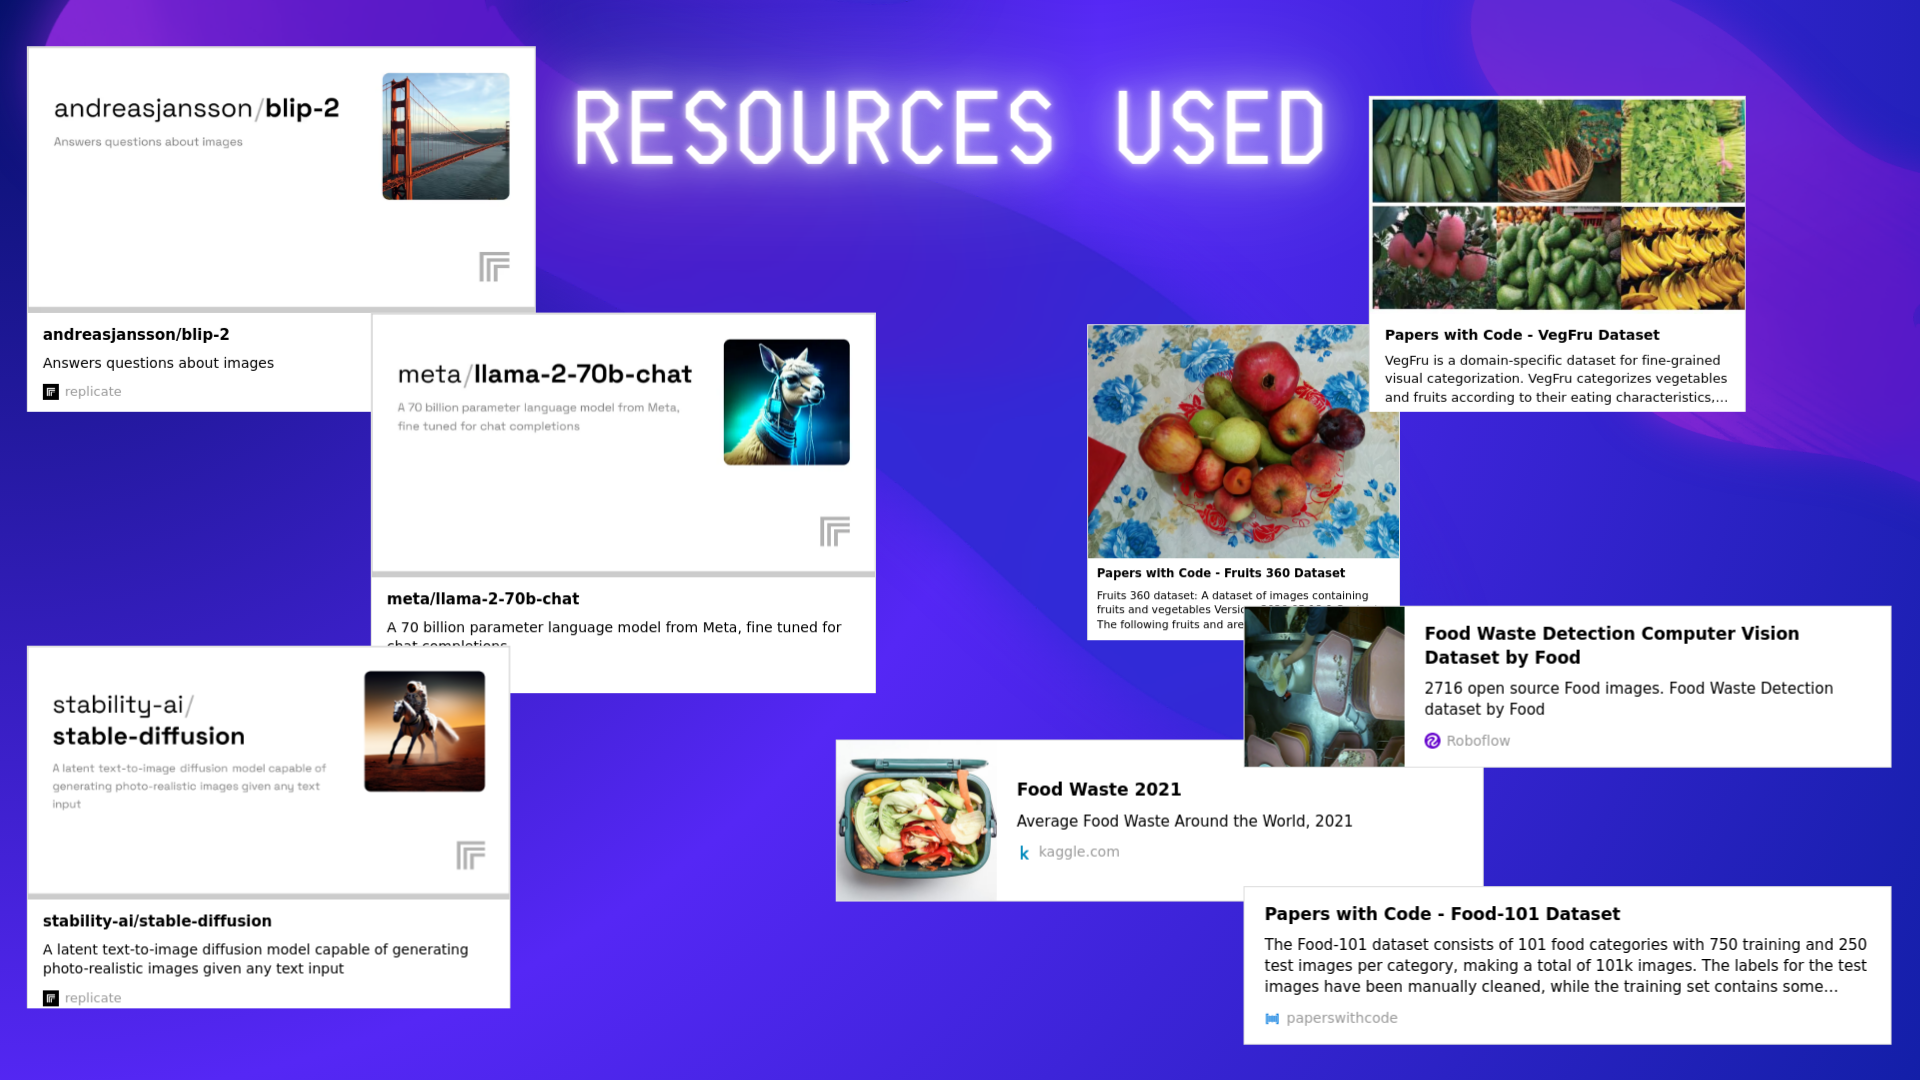 RESOURCES USED
andreasjansson/blip-2
Answers questions about images
andreasjansson/blip-2
Answers questions about images
replicate
meta/llama-2-70b-chat
A 70 billion parameter language model from Meta,
fine tuned for chat completions
meta/llama-2-70b-chat
A 70 billion parameter language model from Meta, fine tuned for
chat completions
stability-ai/
stable-diffusion
A latent text-to-image diffusion model capable of
generating photo-realistic images given any text
input
stability-ai/stable-diffusion
A latent text-to-image diffusion model capable of generating
photo-realistic images given any text input
replicate
Papers with Code - VegFru Dataset
VegFru is a domain-specific dataset for fine-grained
visual categorization. VegFru categorizes vegetables
and fruits according to their eating characteristics,...
Papers with Code - Fruits 360 Dataset
Fruits 360 dataset: A dataset of images containing
fruits and vegetables
The following fruits and are
Food Waste Detection Computer Vision
Dataset by Food
2716 open source Food images. Food Waste Detection
dataset by Food
Roboflow
Food Waste 2021
Average Food Waste Around the World, 2021
k kaggle.com
Papers with Code - Food-101 Dataset
The Food-101 dataset consists of 101 food categories with 750 training and 250
test images per category, making a total of 101k images. The labels for the test
images have been manually cleaned, while the training set contains some...
paperswithcode